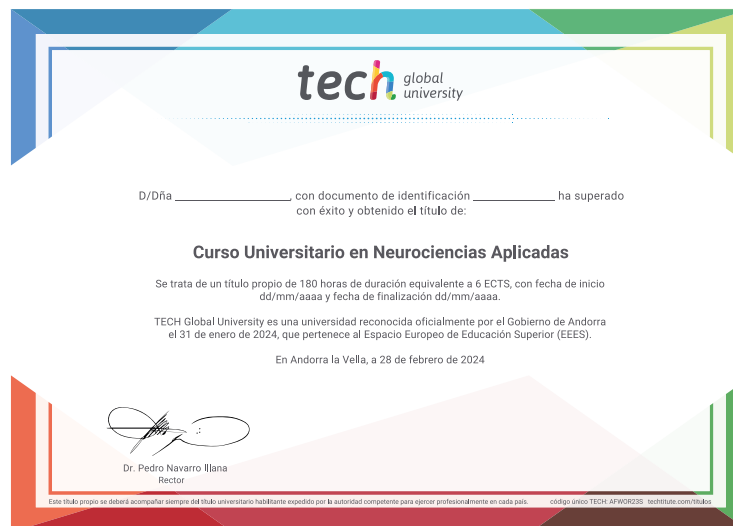 tech global university
D/Dña ____________, con documento de identificación ____________ ha superado
con éxito y obtenido el título de:
Curso Universitario en Neurociencias Aplicadas
Se trata de un título propio de 180 horas de duración equivalente a 6 ECTS, con fecha de inicio
dd/mm/aaaa y fecha de finalización dd/mm/aaaa.
TECH Global University es una universidad reconocida oficialmente por el Gobierno de Andorra
el 31 de enero de 2024, que pertenece al Espacio Europeo de Educación Superior (EEES).
En Andorra la Vella, a 28 de febrero de 2024
Dr. Pedro Navarro Illana
Rector
Este título propio se deberá acompañar siempre del título universitario habilitante expedido por la autoridad competente para ejercer profesionalmente en cada país. código único TECH: AFWOR23S techtitute.com/titulos